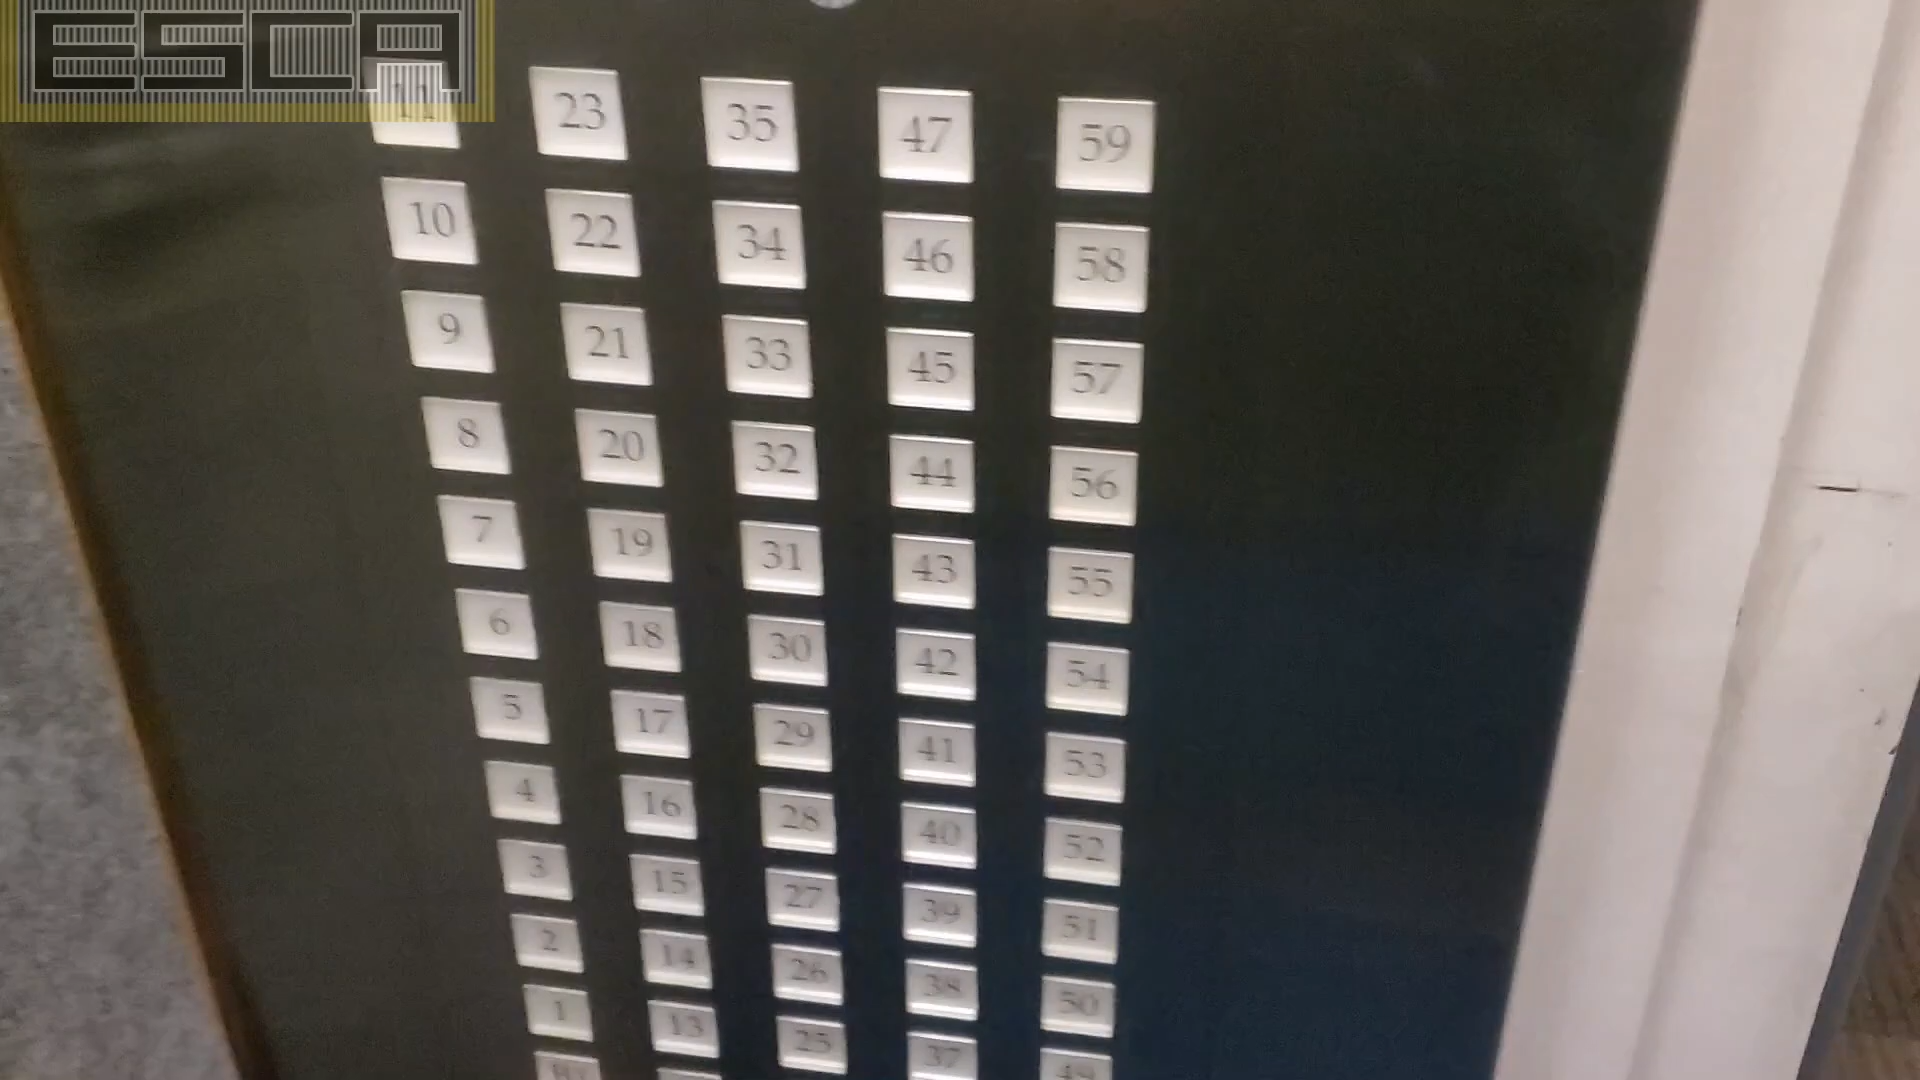 ESCA
11 23 35 47 59
10 22 34 46 58
9 21 33 45 57
8 20 32 44 56
7 19 31 43 55
6 18 30 42 54
5 17 29 41 53
4 16 28 40 52
3 15 27 39 51
2 14 26 38 50
1 13 25 37 49